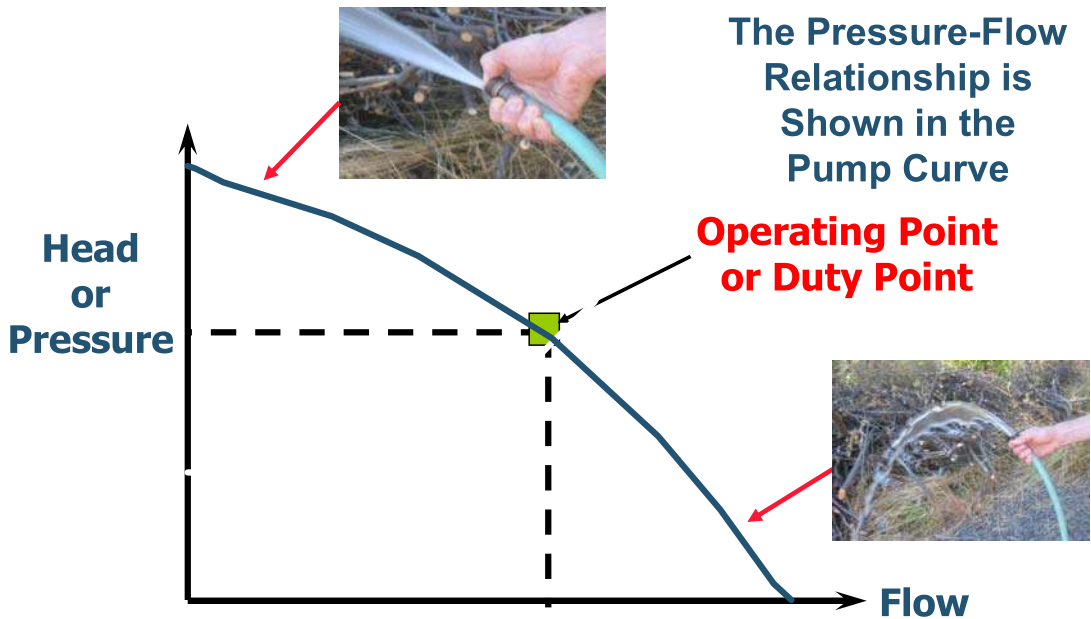 The Pressure-Flow
Relationship is
Shown in the
Pump Curve
Operating Point
or Duty Point
Head
or
Pressure
Flow